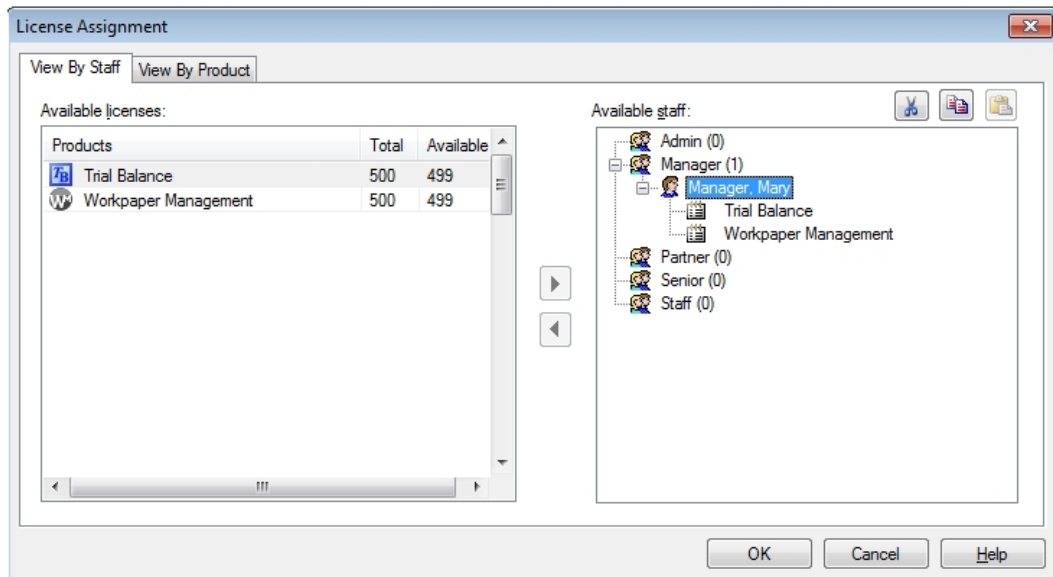 License Assignment
View By Staff View By Product
Available licenses:
Products Total Available
TB Trial Balance 500 499
Workpaper Management 500 499
Available staff:
Admin (0)
Manager (1)
Manager, Mary
Trial Balance
Workpaper Management
Partner (0)
Senior (0)
Staff (0)
OK Cancel Help